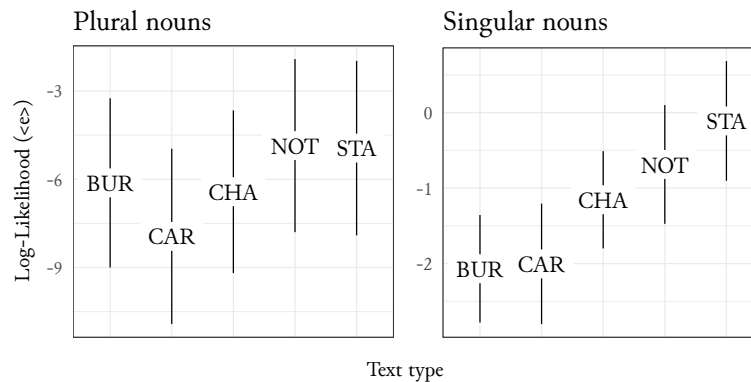 Plural nouns
Singular nouns
Log-Likelihood (<e>)
-3
-6
-9
BUR
CAR
CHA
NOT
STA
0
-1
-2
BUR
CAR
CHA
NOT
STA
Text type